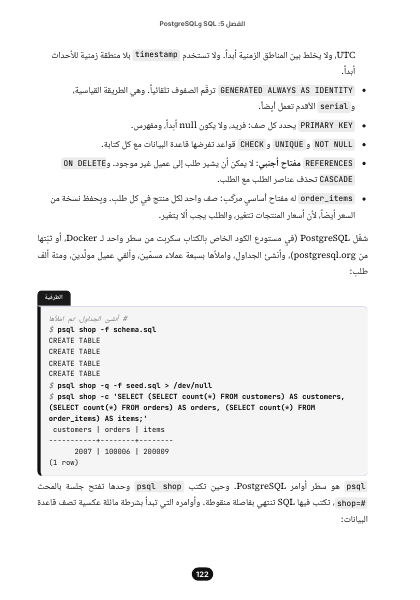 الفصل 5: SQL وPostgreSQL
UTC، ولا يخلط بين المناطق الزمنية أبداً. ولا تستخدم timestamp بلا منطقة زمنية للأحداث
أبداً.
• GENERATED ALWAYS AS IDENTITY ترقّم الصفوف تلقائياً، وهي الطريقة القياسية،
وserial الأقدم تعمل أيضاً.
• PRIMARY KEY يحدد كل صف: فريد، ولا يكون null أبداً، ومفهرس.
• NOT NULL و UNIQUE و CHECK قواعد تفرضها قاعدة البيانات مع كل كتابة.
• REFERENCES مفتاح أجنبي: لا يمكن أن يشير طلب إلى عميل غير موجود. وON DELETE
CASCADE تحذف عناصر الطلب مع الطلب.
• order_items له مفتاح أساسي مركّب: صف واحد لكل منتج في كل طلب. ويحفظ نسخة من
السعر أيضاً، لأن أسعار المنتجات تتغير، والطلب يجب ألا يتغير.
شغّل PostgreSQL (في مستودع الكود الخاص بالكتاب سكربت من سطر واحد لـ Docker، أو ثبّتها
من postgresql.org)، وأنشئ الجداول، واملأها بسبعة عملاء مسمّين، وألفي عميل مولّدين، ومئة ألف
طلب:
الطرفية
# أنشئ الجداول، ثم املأها
$ psql shop -f schema.sql
CREATE TABLE
CREATE TABLE
CREATE TABLE
CREATE TABLE
$ psql shop -q -f seed.sql > /dev/null
$ psql shop -c 'SELECT (SELECT count(*) FROM customers) AS customers,
(SELECT count(*) FROM orders) AS orders, (SELECT count(*) FROM
order_items) AS items;'
customers | orders | items
-----------+--------+--------
2007 | 100006 | 200009
(1 row)
psql هو سطر أوامر PostgreSQL. وحين تكتب psql shop وحدها تفتح جلسة بالمحث
shop=#، تكتب فيها SQL تنتهي بفاصلة منقوطة. وأوامره التي تبدأ بشرطة مائلة عكسية تصف قاعدة
البيانات:
122